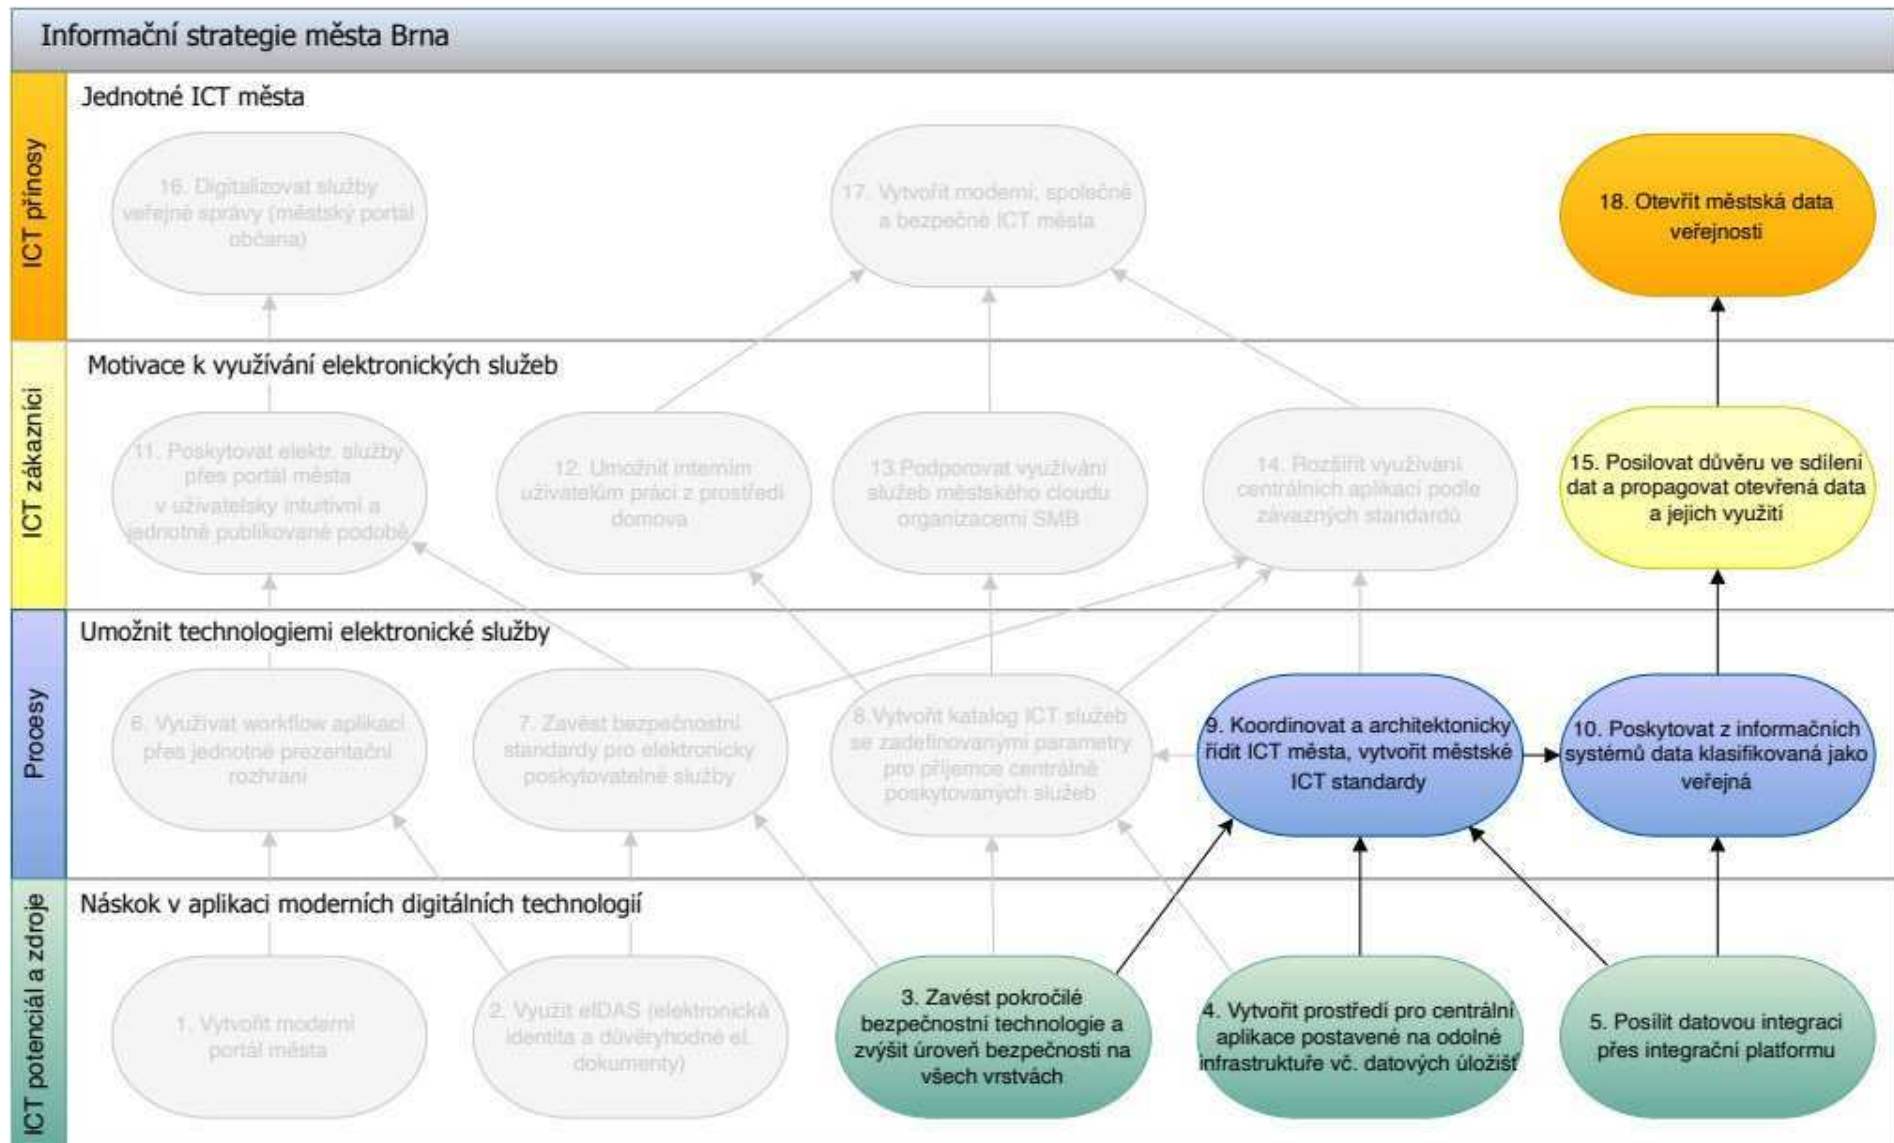 Informační strategie města Brna
ICT přínosy
Jednotné ICT města
16. Digitalizovat služby
veřejné správy (městský portál
občana)
17. Vytvořit moderní, společné
a bezpečné ICT města
18. Otevřít městská data
veřejnosti
ICT zákazníci
Motivace k využívání elektronických služeb
11. Poskytovat elektr. služby
přes portál města
v uživatelsky intuitivní a
jednotně publikované podobě
12. Umožnit interním
uživatelům práci z prostředí
domova
13.Podporovat využívání
služeb městského cloudu
organizacemi SMB
14. Rozšířit využívání
centrálních aplikací podle
závazných standardů
15. Posilovat důvěru ve sdílení
dat a propagovat otevřená data
a jejich využití
Procesy
Umožnit technologiemi elektronické služby
6. Využívat workflow aplikací
přes jednotné prezentační
rozhraní
7. Zavést bezpečnostní
standardy pro elektronicky
poskytovatelné služby
8.Vytvořit katalog ICT služeb
se zadefinovanými parametry
pro příjemce centrálně
poskytovaných služeb
9. Koordinovat a architektonicky
řídit ICT města, vytvořit městské
ICT standardy
10. Poskytovat z informačních
systémů data klasifikovaná jako
veřejná
ICT potenciál a zdroje
Náskok v aplikaci moderních digitálních technologií
1. Vytvořit moderní
portál města
2. Využít eIDAS (elektronická
identita a důvěryhodné el.
dokumenty)
3. Zavést pokročilé
bezpečnostní technologie a
zvýšit úroveň bezpečnosti na
všech vrstvách
4. Vytvořit prostředí pro centrální
aplikace postavené na odolné
infrastruktuře vč. datových úložišť
5. Posílit datovou integraci
přes integrační platformu